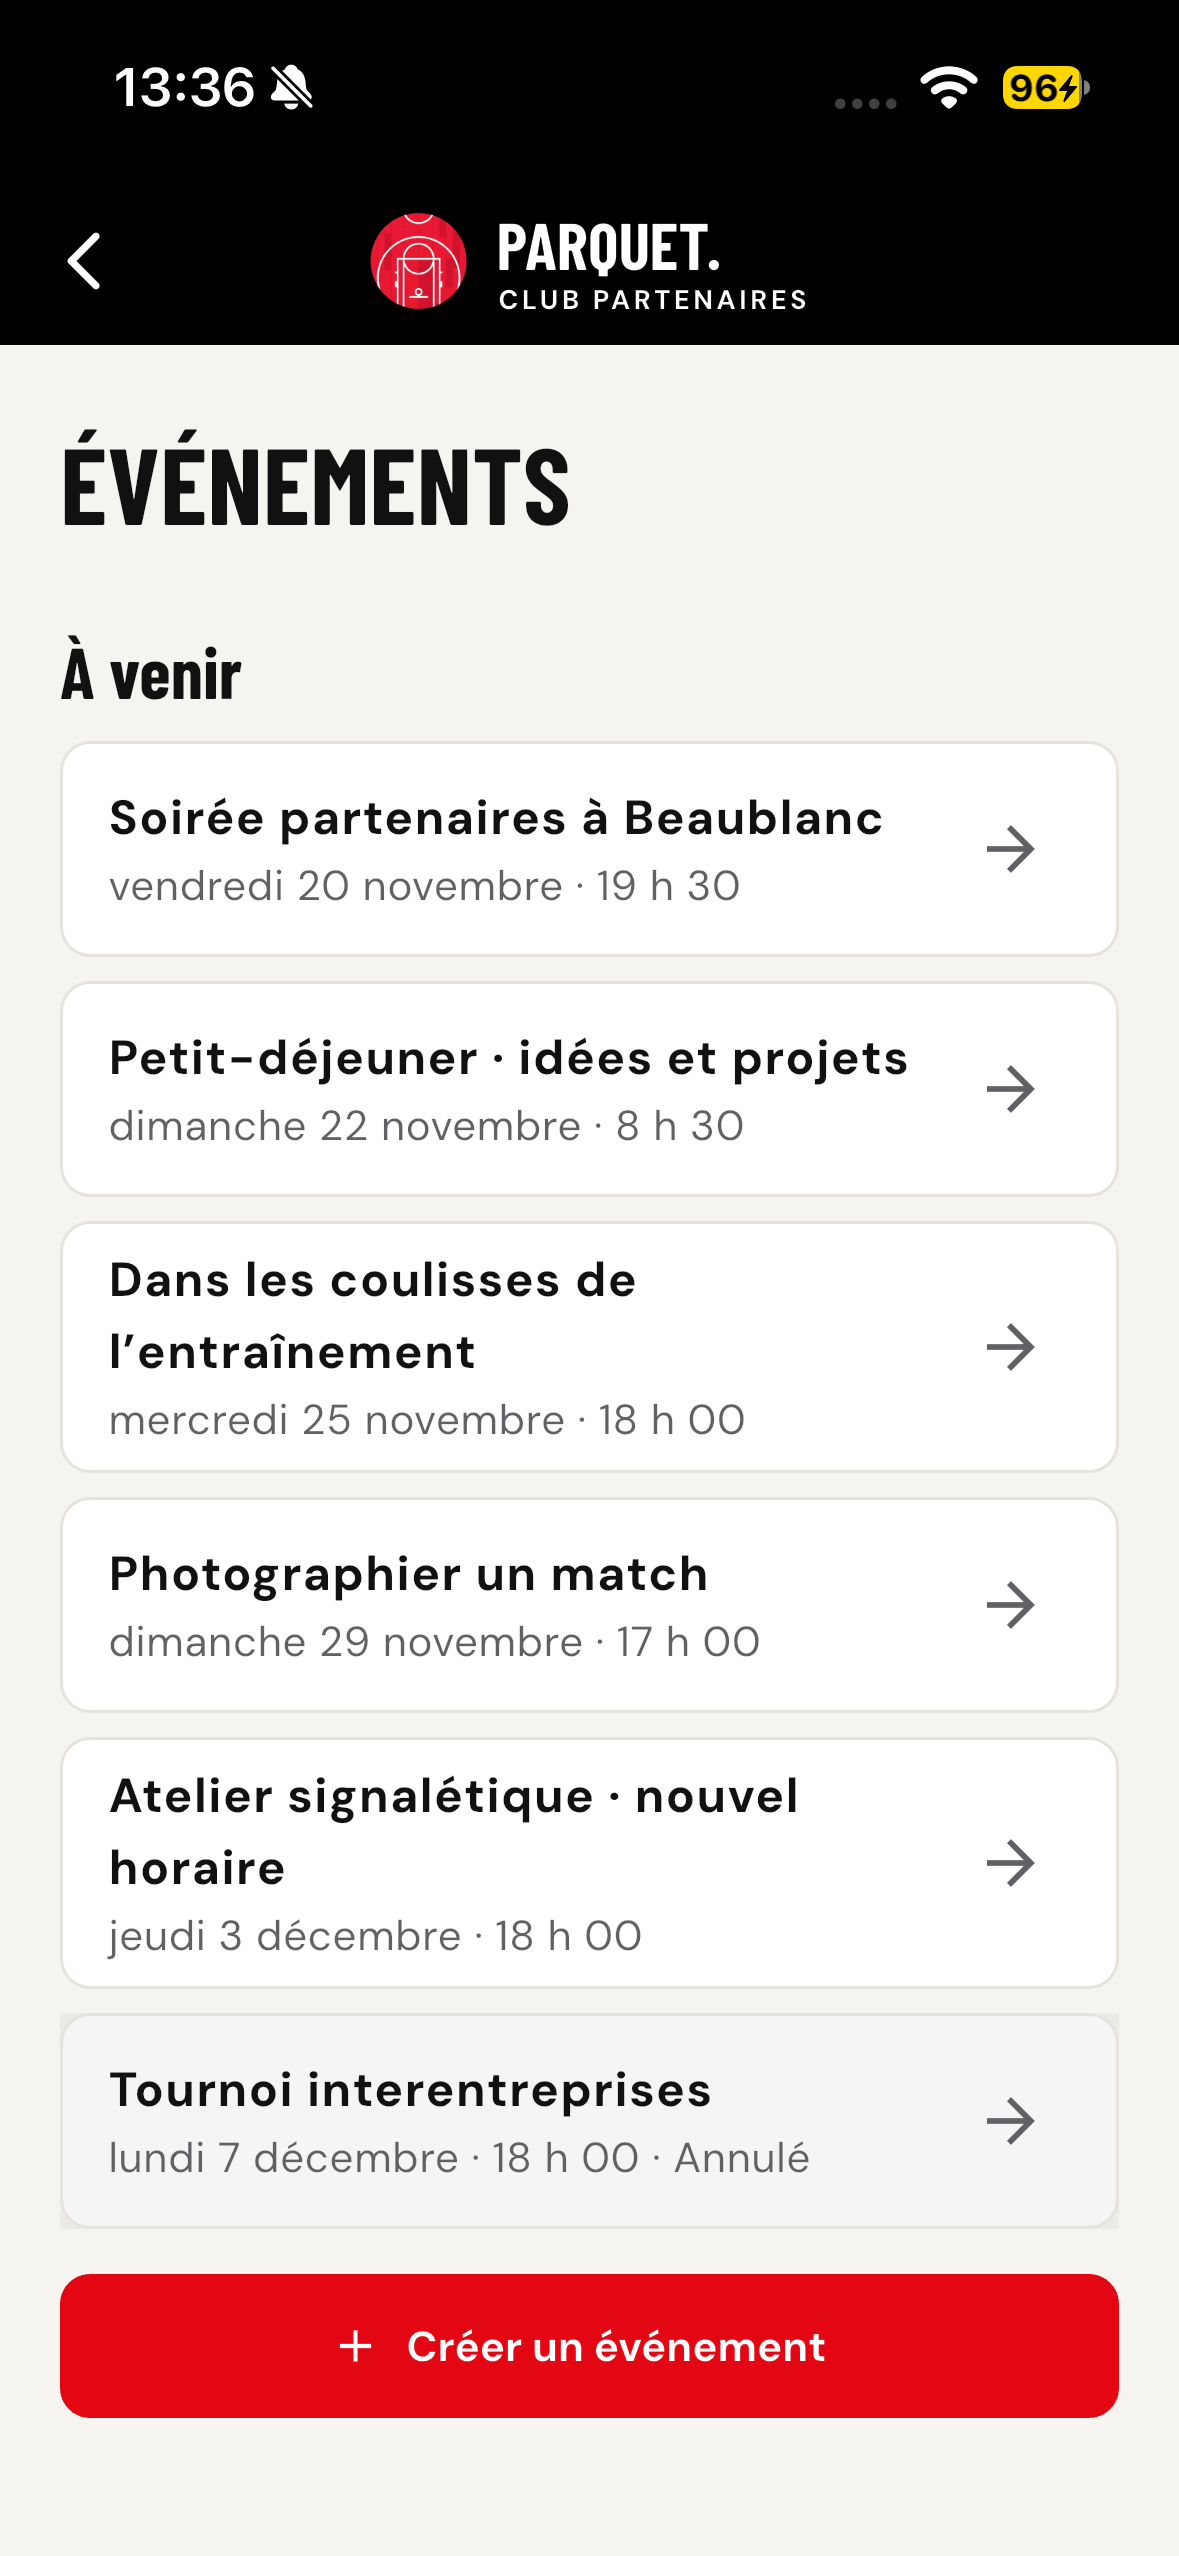 13:36
96
PARQUET.
CLUB PARTENAIRES
ÉVÉNEMENTS
À venir
Soirée partenaires à Beaublanc
vendredi 20 novembre · 19 h 30
Petit-déjeuner · idées et projets
dimanche 22 novembre · 8 h 30
Dans les coulisses de
l’entraînement
mercredi 25 novembre · 18 h 00
Photographier un match
dimanche 29 novembre · 17 h 00
Atelier signalétique · nouvel
horaire
jeudi 3 décembre · 18 h 00
Tournoi interentreprises
lundi 7 décembre · 18 h 00 · Annulé
+ Créer un événement